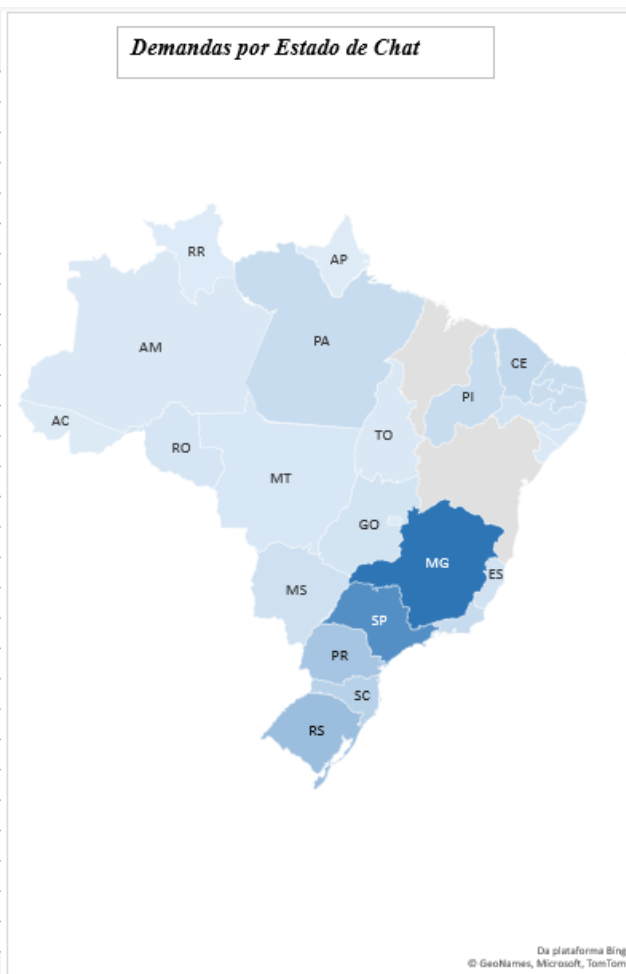 Demandas por Estado de Chat
RR
AP
AM
PA
CE
PI
AC
RO
TO
MT
GO
MG
ES
MS
SP
PR
SC
RS
Da plataforma Bing
© GeoNames, Microsoft, TomTom